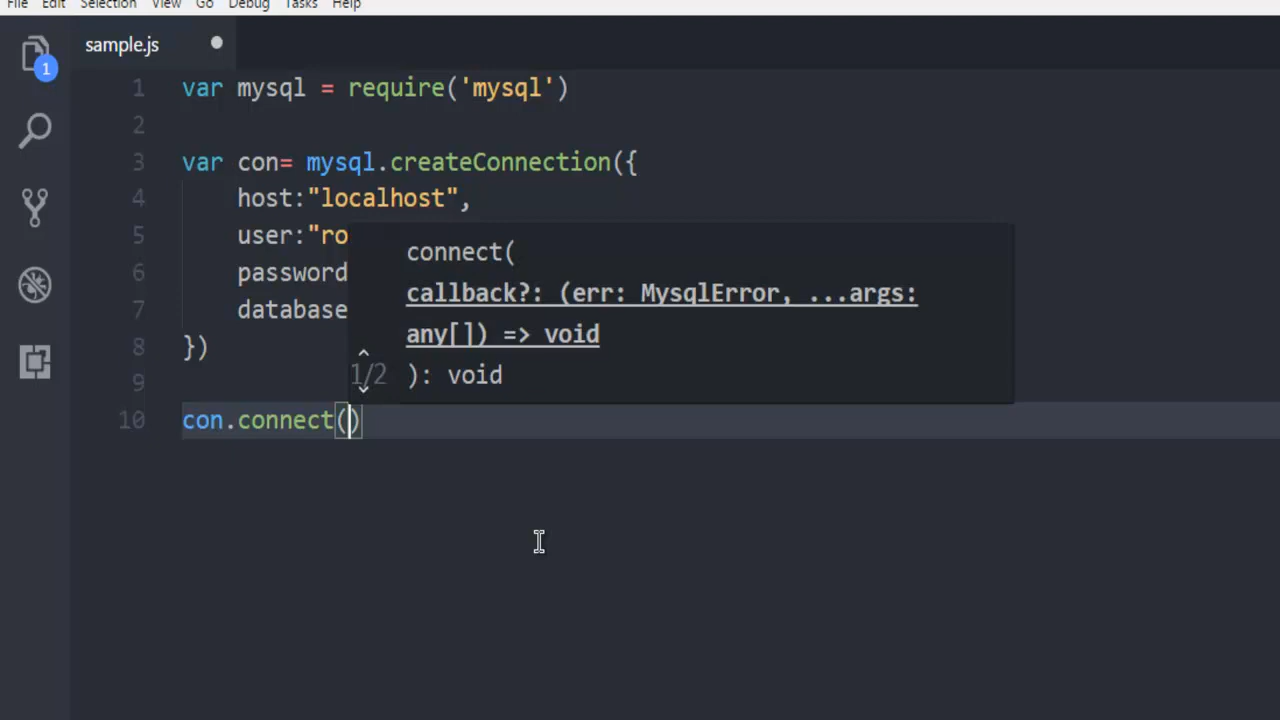 File Edit Selection View Go Debug Tasks Help
1
sample.js
1 var mysql = require('mysql')
2
3 var con= mysql.createConnection({
4 host:"localhost",
5 user:"ro
6 password
7 database
8 })
9
10 con.connect()
connect(
callback?: (err: MysqlError, ...args:
any[]) => void
1/2 ): void